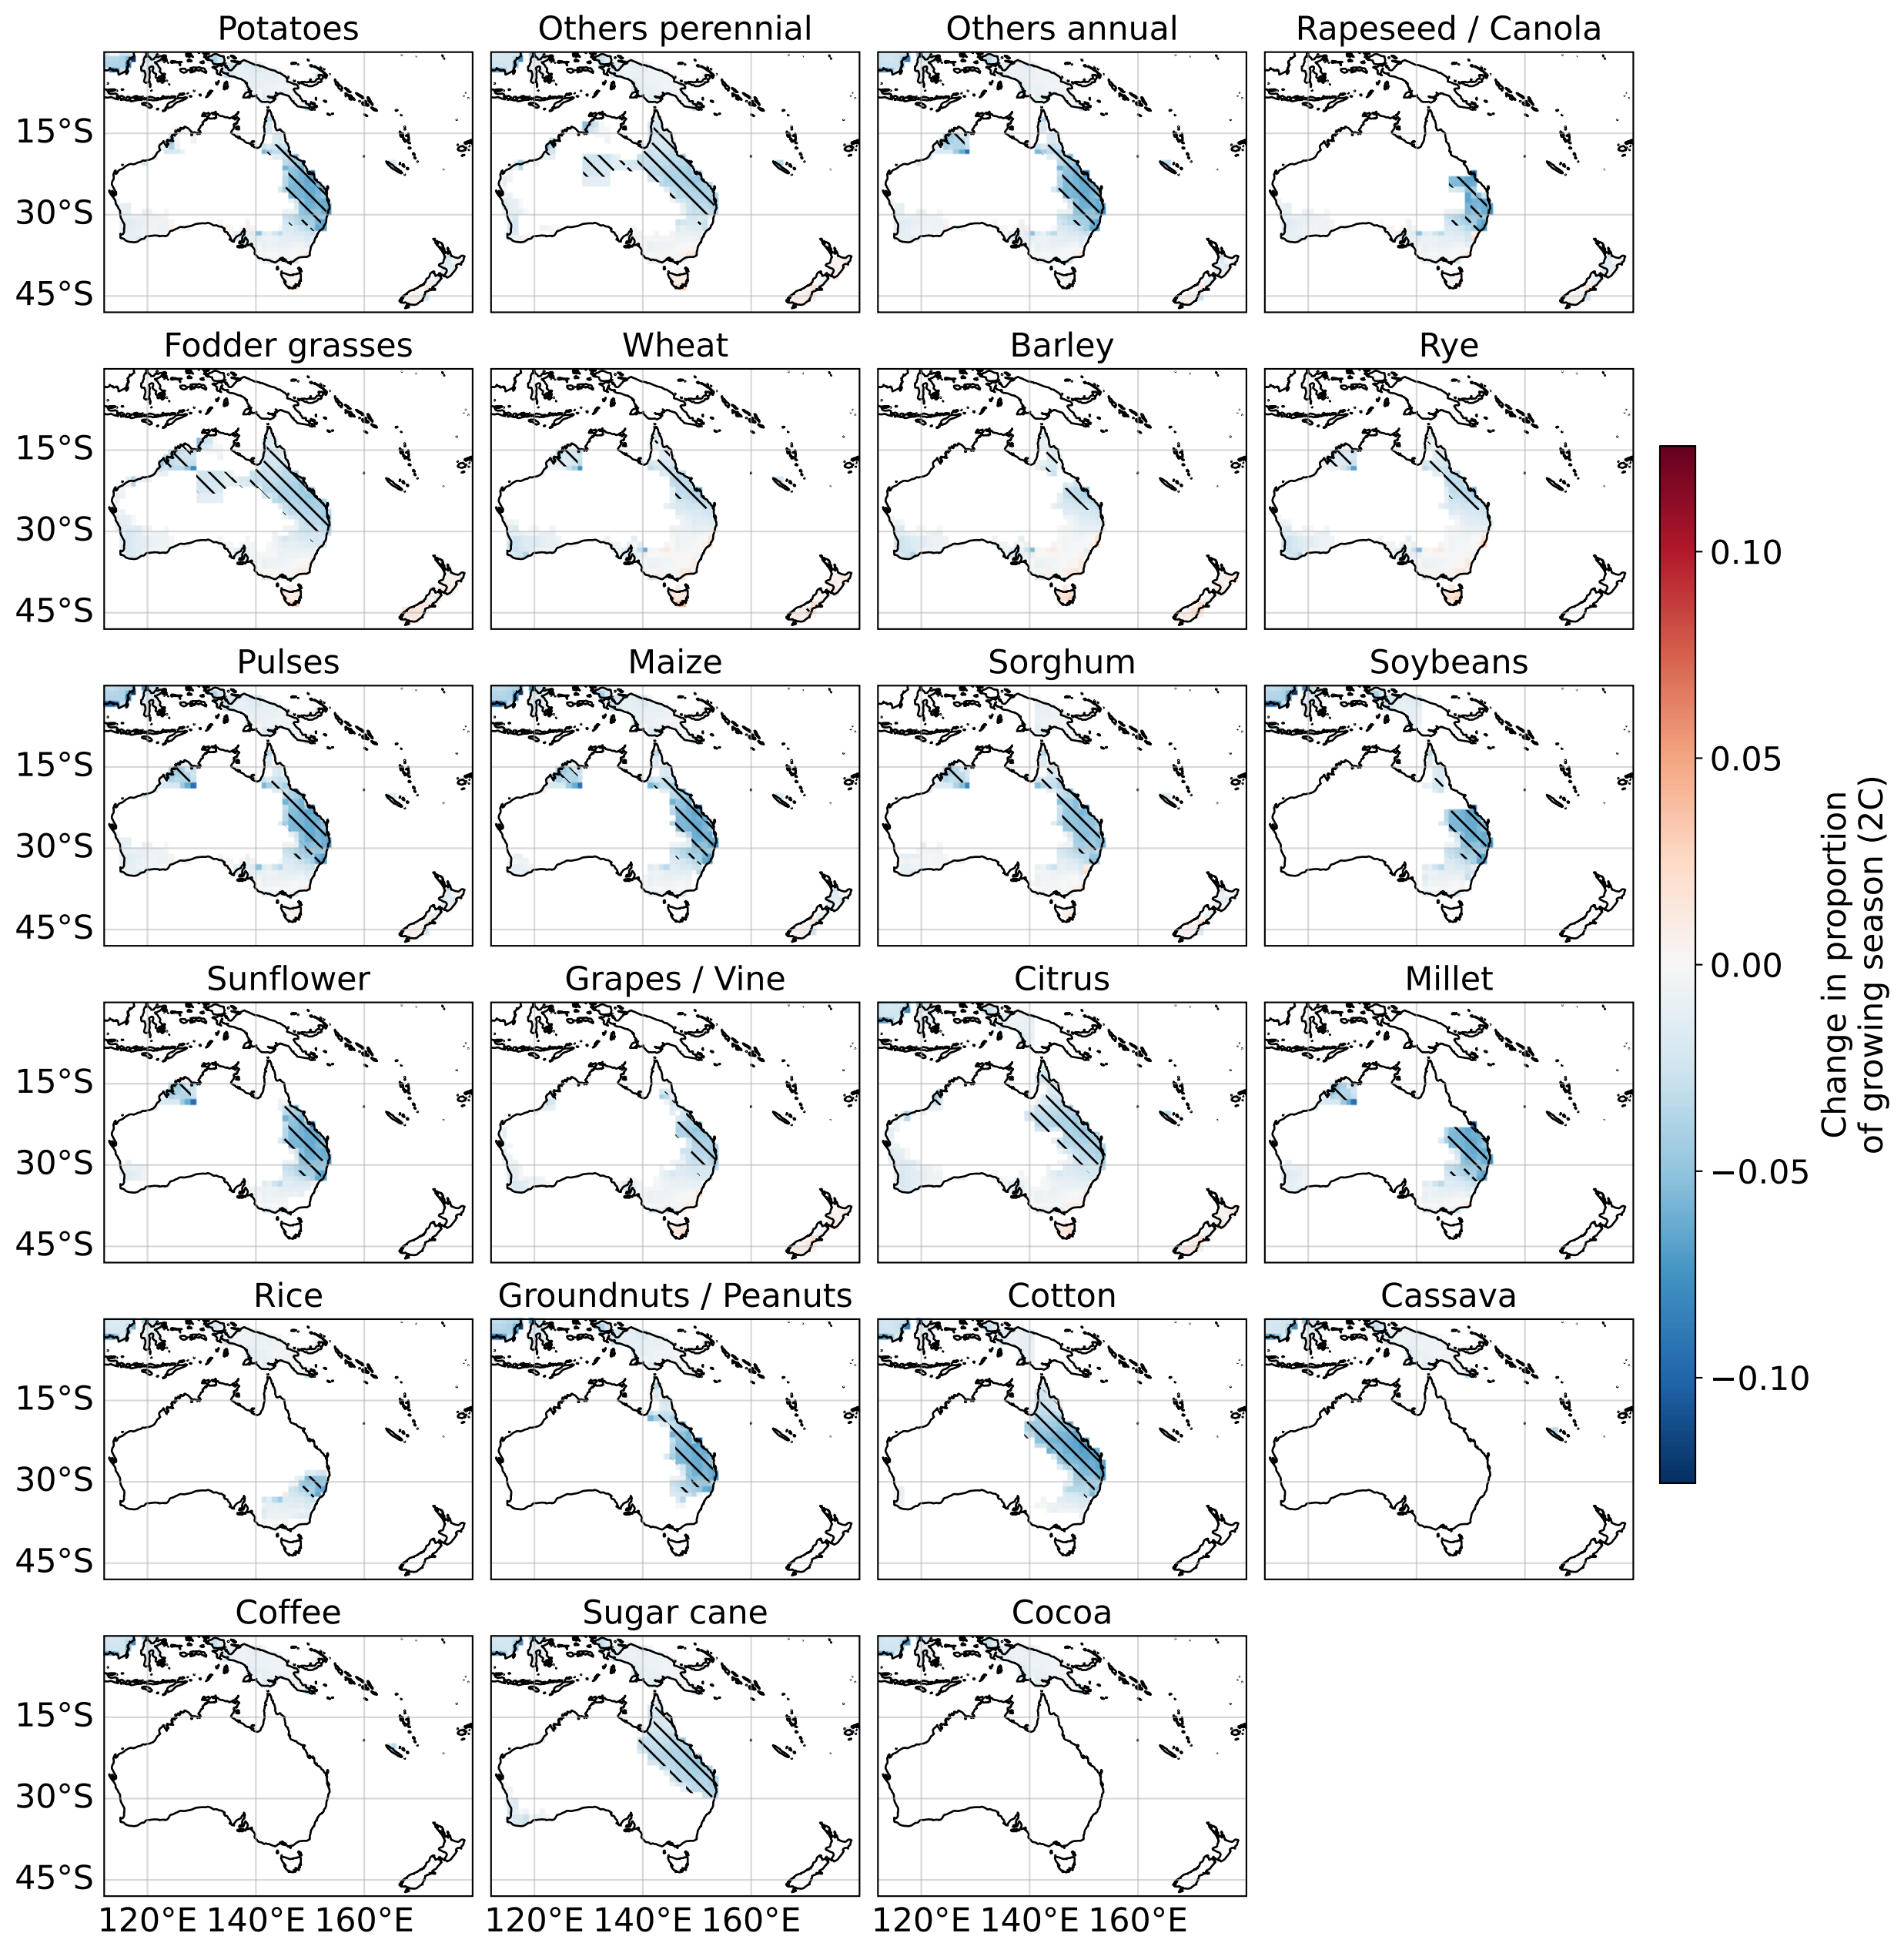 Potatoes Others perennial Others annual Rapeseed / Canola
15°S
30°S
45°S
Fodder grasses Wheat Barley Rye
15°S
30°S
45°S
Pulses Maize Sorghum Soybeans
15°S
30°S
45°S
Sunflower Grapes / Vine Citrus Millet
15°S
30°S
45°S
Rice Groundnuts / Peanuts Cotton Cassava
15°S
30°S
45°S
Coffee Sugar cane Cocoa
15°S
30°S
45°S
120°E 140°E 160°E 120°E 140°E 160°E 120°E 140°E 160°E
0.10
0.05
0.00
−0.05
−0.10
Change in proportion
of growing season (2C)